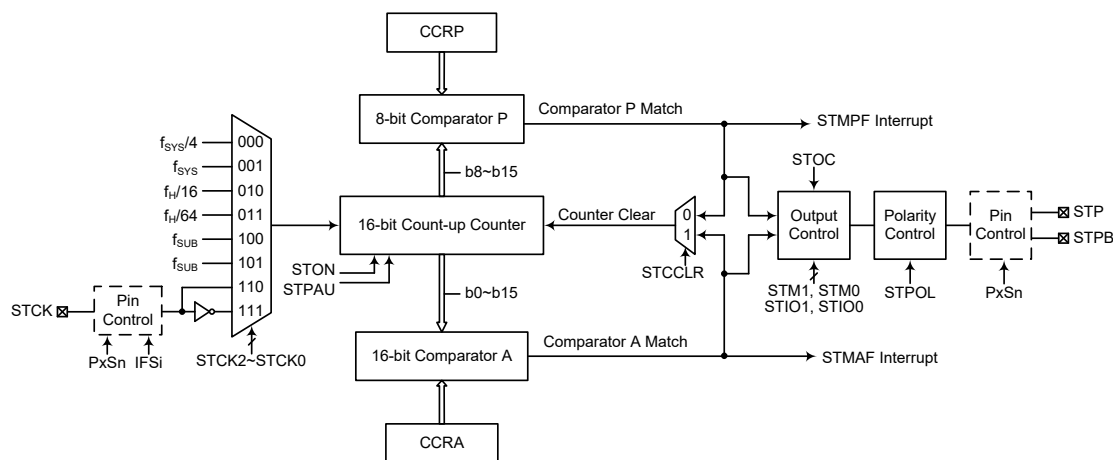 CCRP
8-bit Comparator P
Comparator P Match
STMPF Interrupt
b8~b15
fSYS/4
000
fSYS
001
fH/16
010
fH/64
011
fSUB
100
fSUB
101
110
111
STCK
Pin
Control
PxSn
IFSi
STCK2~STCK0
16-bit Count-up Counter
Counter Clear
STON
STPAU
0
1
STCCLR
STOC
Output
Control
STM1, STM0
STIO1, STIO0
Polarity
Control
STPOL
Pin
Control
PxSn
STP
STPB
b0~b15
16-bit Comparator A
Comparator A Match
STMAF Interrupt
CCRA